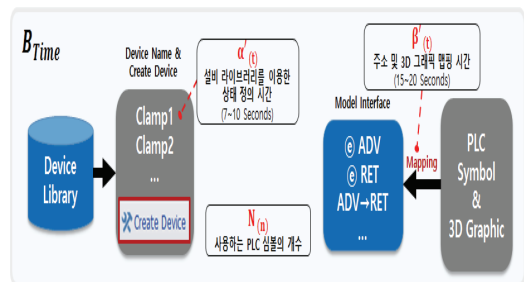 B Time
Device Name &
Create Device
Device
Library
Clamp1
Clamp2
...
Create Device
α′ (t)
설비 라이브러리를 이용한
상태 정의 시간
(7~10 Seconds)
N (n)
사용하는 PLC 심볼의 개수
Model Interface
ⓔ ADV
ⓔ RET
ADV→RET
...
β′ (t)
주소 및 3D 그래픽 맵핑 시간
(15~20 Seconds)
Mapping
PLC
Symbol
&
3D Graphic